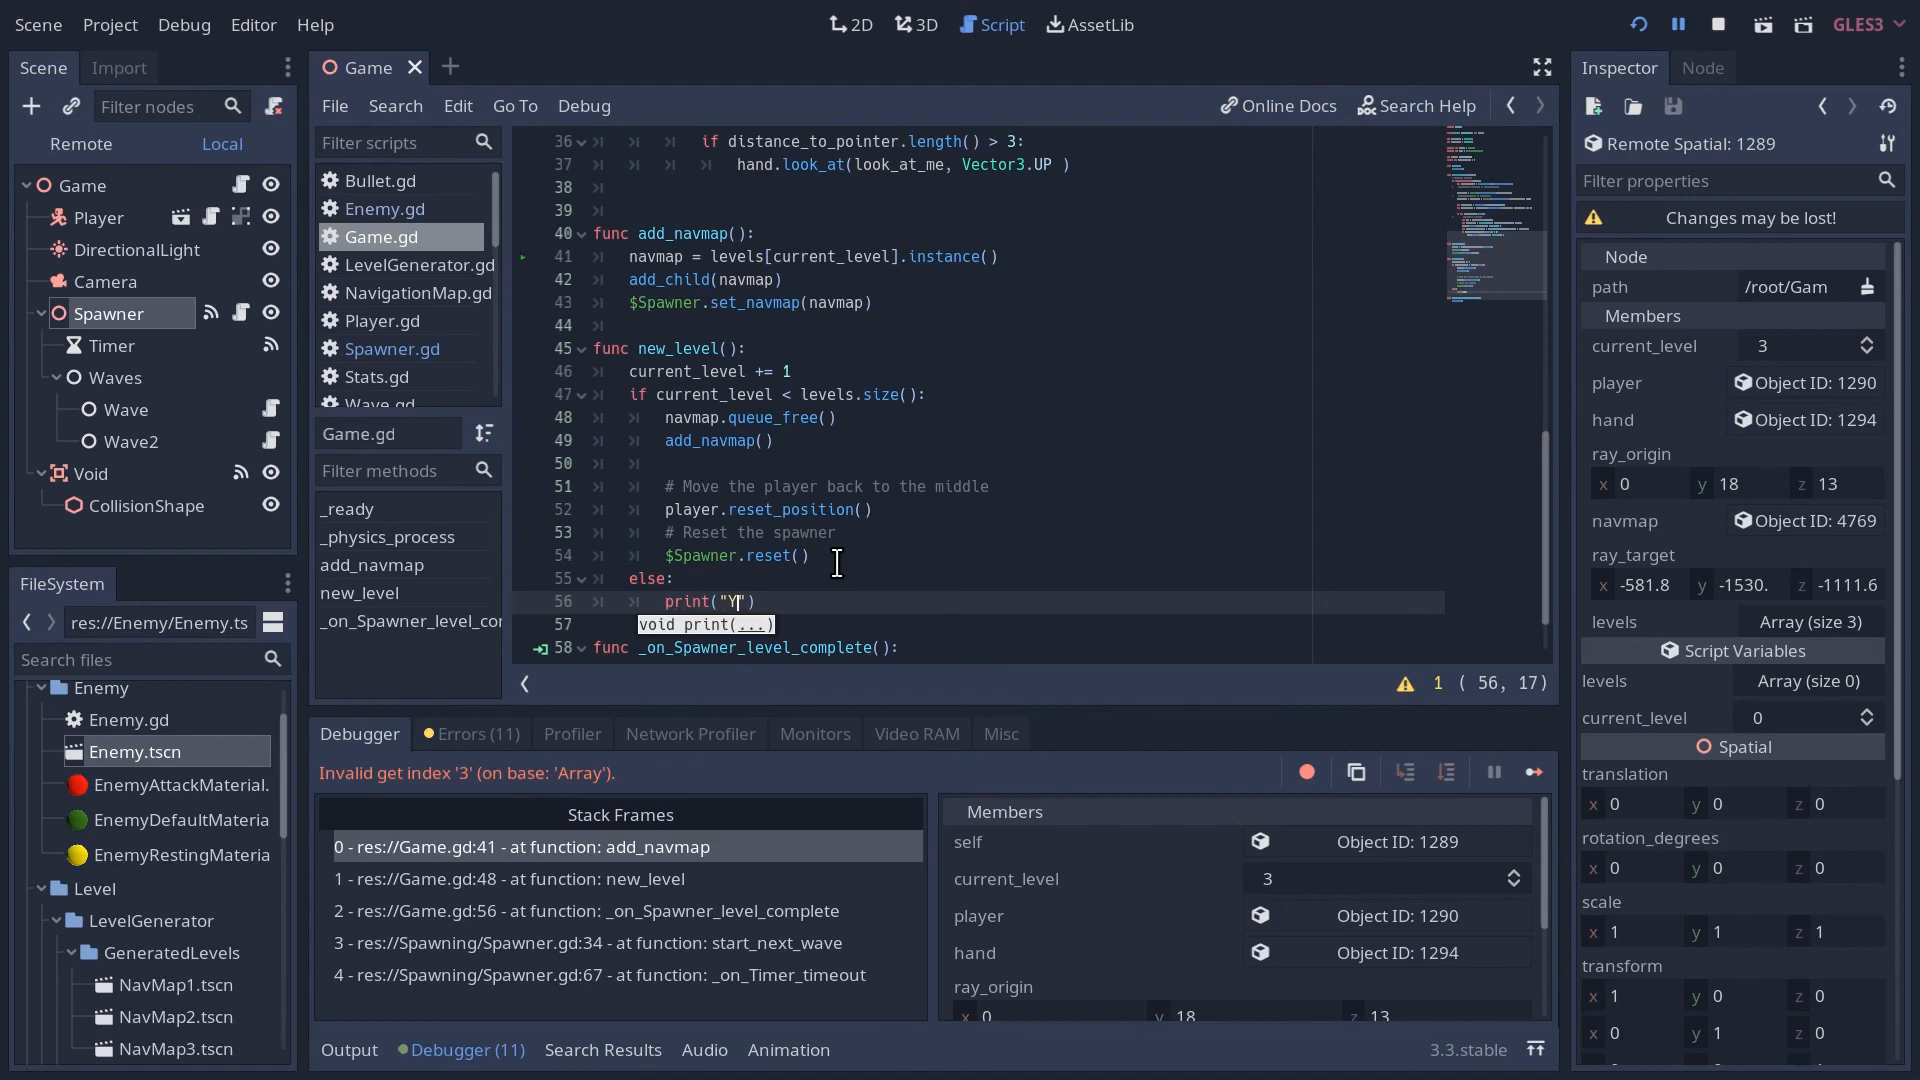 Scene Project Debug Editor Help
2D 3D Script AssetLib
GLES3
Scene Import
Filter nodes
Remote Local
Game
Player
DirectionalLight
Camera
Spawner
Timer
Waves
Wave
Wave2
Void
CollisionShape
FileSystem
res://Enemy/Enemy.ts
Search files
Enemy
Enemy.gd
Enemy.tscn
EnemyAttackMaterial.
EnemyDefaultMateria
EnemyRestingMateria
Level
LevelGenerator
GeneratedLevels
NavMap1.tscn
NavMap2.tscn
NavMap3.tscn
Game
File Search Edit Go To Debug
Online Docs Search Help
Filter scripts
Bullet.gd
Enemy.gd
Game.gd
LevelGenerator.gd
NavigationMap.gd
Player.gd
Spawner.gd
Stats.gd
Wave.gd
Game.gd
Filter methods
_ready
_physics_process
add_navmap
new_level
_on_Spawner_level_cor
36 if distance_to_pointer.length() > 3:
37 hand.look_at(look_at_me, Vector3.UP )
38
39
40 func add_navmap():
41 navmap = levels[current_level].instance()
42 add_child(navmap)
43 $Spawner.set_navmap(navmap)
44
45 func new_level():
46 current_level += 1
47 if current_level < levels.size():
48 navmap.queue_free()
49 add_navmap()
50
51 # Move the player back to the middle
52 player.reset_position()
53 # Reset the spawner
54 $Spawner.reset()
55 else:
56 print("Y")
57 void print(...)
58 func _on_Spawner_level_complete():
1 ( 56, 17)
Debugger Errors (11) Profiler Network Profiler Monitors Video RAM Misc
Invalid get index '3' (on base: 'Array').
Stack Frames
0 - res://Game.gd:41 - at function: add_navmap
1 - res://Game.gd:48 - at function: new_level
2 - res://Game.gd:56 - at function: _on_Spawner_level_complete
3 - res://Spawning/Spawner.gd:34 - at function: start_next_wave
4 - res://Spawning/Spawner.gd:67 - at function: _on_Timer_timeout
Members
self Object ID: 1289
current_level 3
player Object ID: 1290
hand Object ID: 1294
ray_origin
x 0 y 18 z 13
Output Debugger (11) Search Results Audio Animation
3.3.stable
Inspector Node
Remote Spatial: 1289
Filter properties
Changes may be lost!
Node
path /root/Gam
Members
current_level 3
player Object ID: 1290
hand Object ID: 1294
ray_origin
x 0 y 18 z 13
navmap Object ID: 4769
ray_target
x -581.8 y -1530. z -1111.6
levels Array (size 3)
Script Variables
levels Array (size 0)
current_level 0
Spatial
translation
x 0 y 0 z 0
rotation_degrees
x 0 y 0 z 0
scale
x 1 y 1 z 1
transform
x 1 y 0 z 0
x 0 y 1 z 0